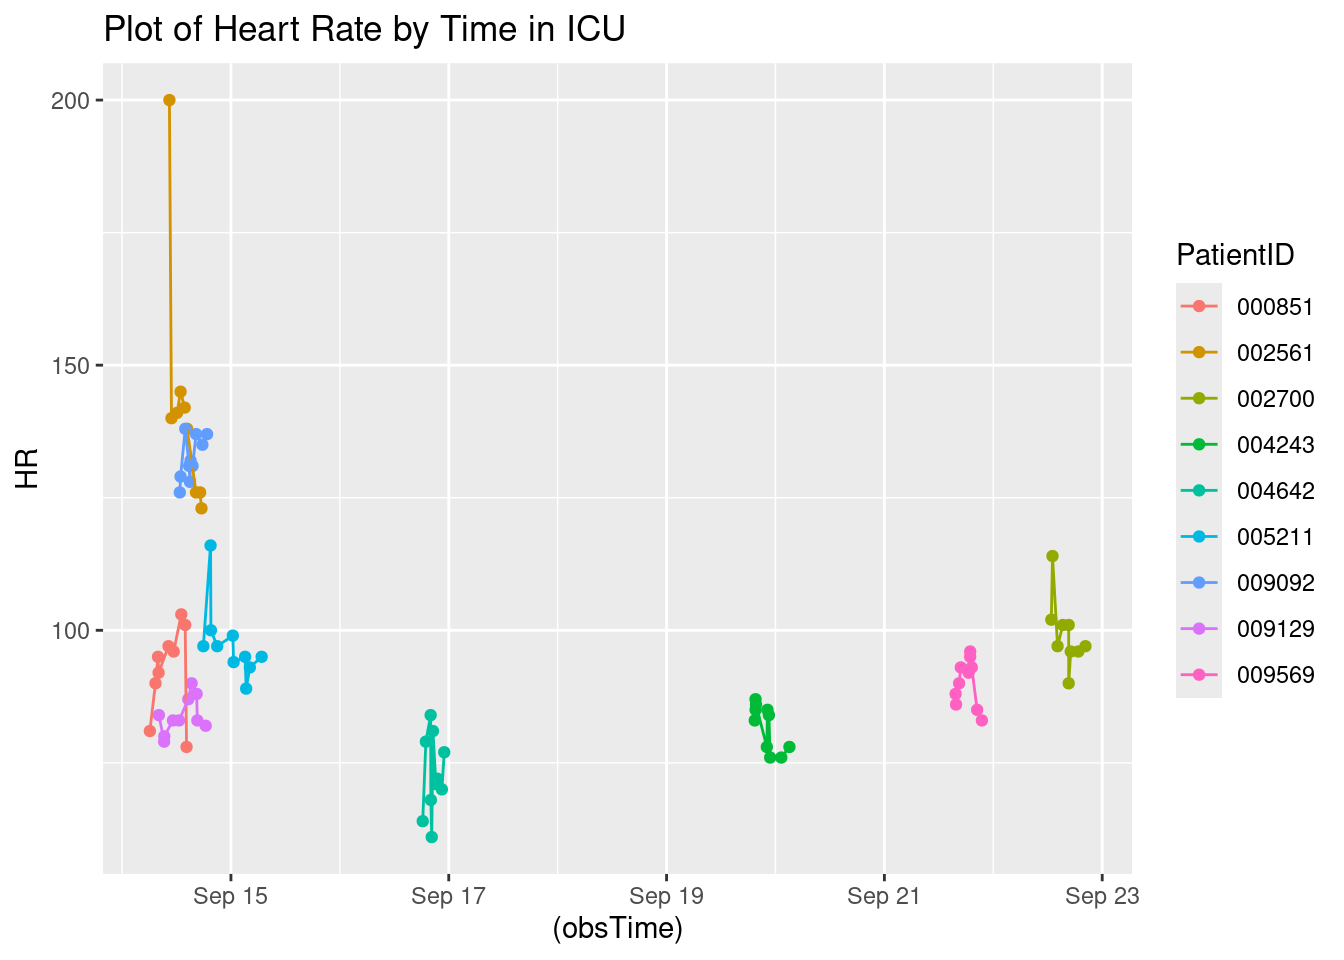 Plot of Heart Rate by Time in ICU
200
150
100
HR
Sep 15
Sep 17
Sep 19
Sep 21
Sep 23
(obsTime)
PatientID
000851
002561
002700
004243
004642
005211
009092
009129
009569